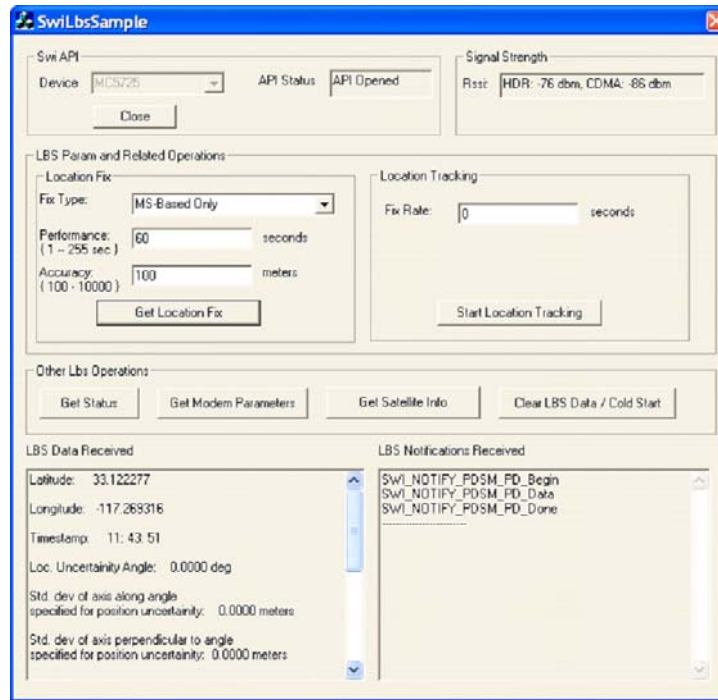 SwiLbsSample
Swi API
Device MC5725 API Status API Opened
Close
Signal Strength
Rssi: HDR: -76 dbm, CDMA: -86 dbm
LBS Param and Related Operations
Location Fix
Fix Type: MS-Based Only
Performance: 60 seconds
( 1 -- 255 sec )
Accuracy: 100 meters
( 100 - 10000 )
Get Location Fix
Location Tracking
Fix Rate: 0 seconds
Start Location Tracking
Other Lbs Operations
Get Status Get Modem Parameters Get Satellite Info Clear LBS Data / Cold Start
LBS Data Received
Latitude: 33.122277
Longitude: -117.269316
Timestamp: 11: 43: 51
Loc. Uncertainity Angle: 0.0000 deg
Std. dev of axis along angle
specified for position uncertainity: 0.0000 meters
Std. dev of axis perpendicular to angle
specified for position uncertainity: 0.0000 meters
LBS Notifications Received
SWI_NOTIFY_PDSM_PD_Begin
SWI_NOTIFY_PDSM_PD_Data
SWI_NOTIFY_PDSM_PD_Done
------------------------